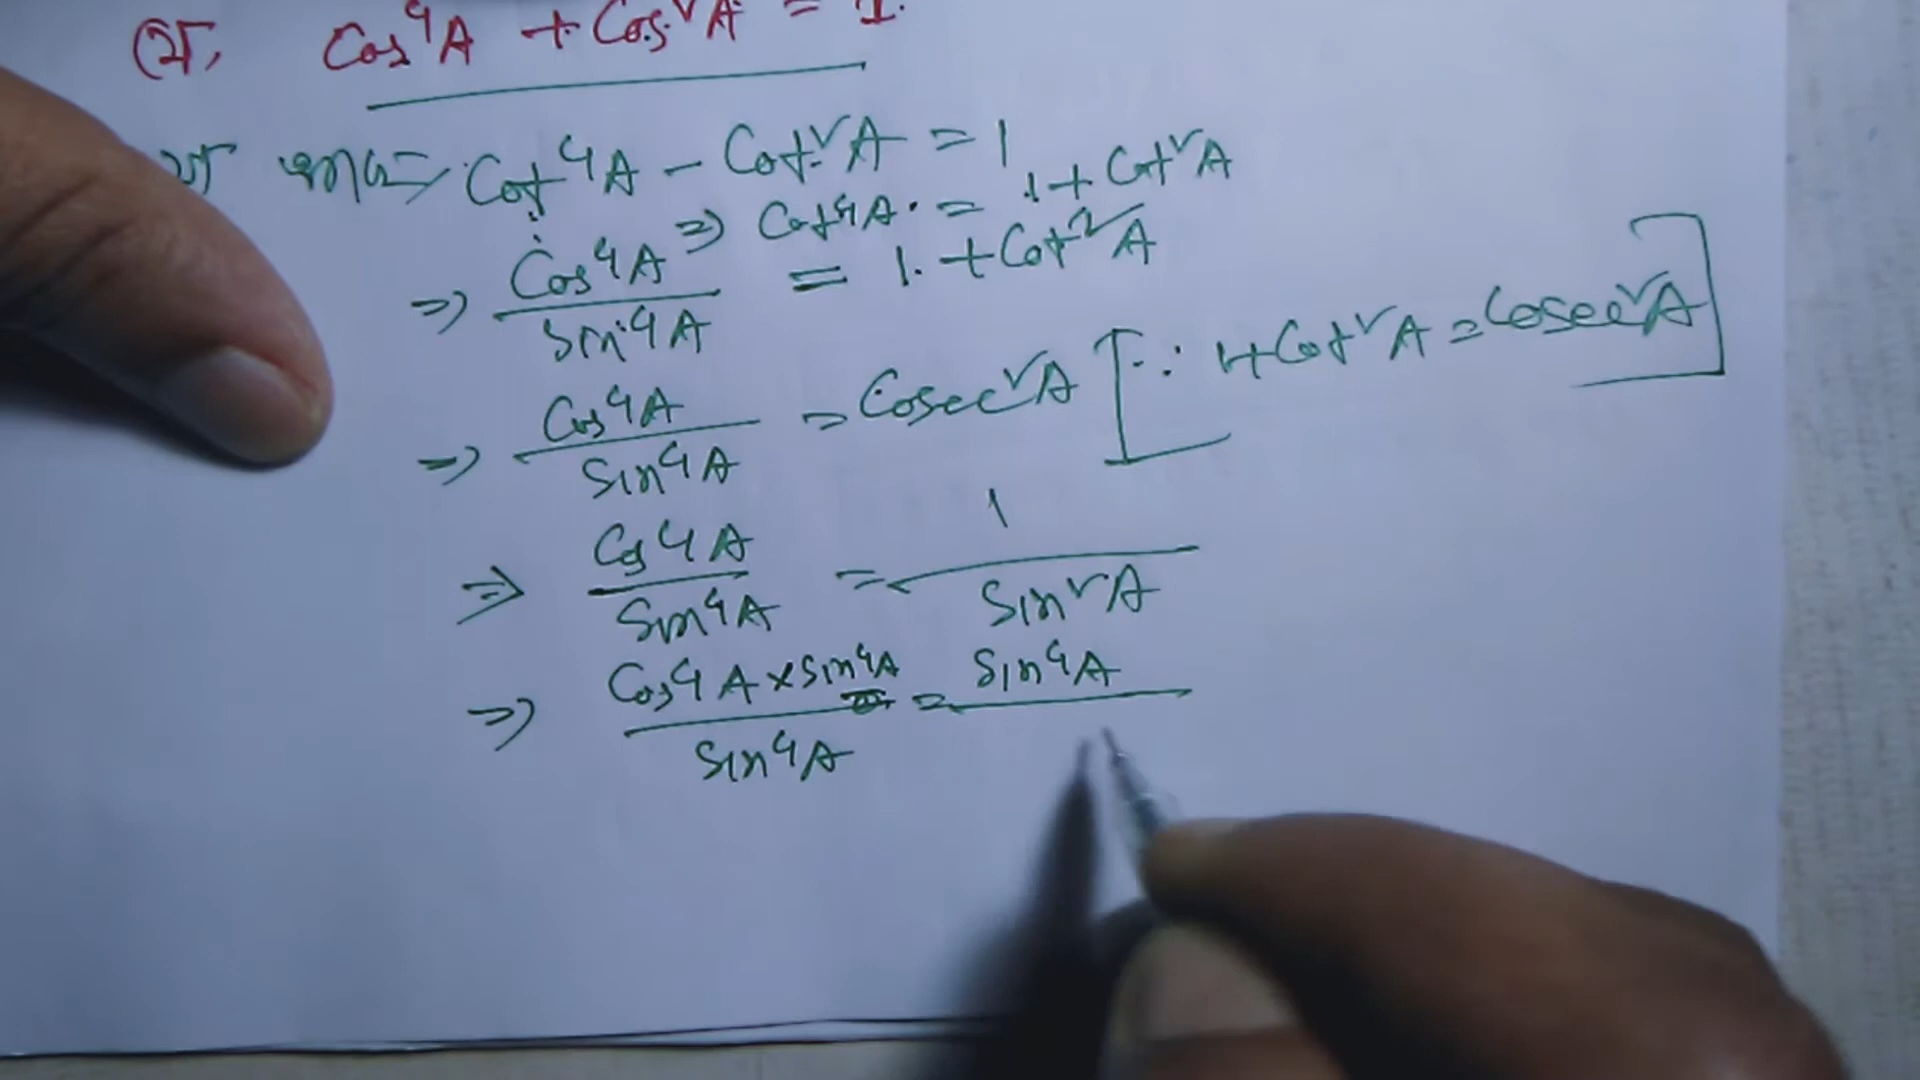 যে, Cos⁴A + Cos²A = 1.
Cot⁴A - Cot²A = 1
⇒ Cot⁴A = 1 + Cot²A
⇒ Cos⁴A / Sin⁴A = 1 + Cot²A
⇒ Cos⁴A / Sin⁴A = Cosec²A [∵ 1+Cot²A = Cosec²A]
⇒ Cos⁴A / Sin⁴A = 1 / Sin²A
⇒ Cos⁴A × Sin⁴A / Sin⁴A = Sin⁴A